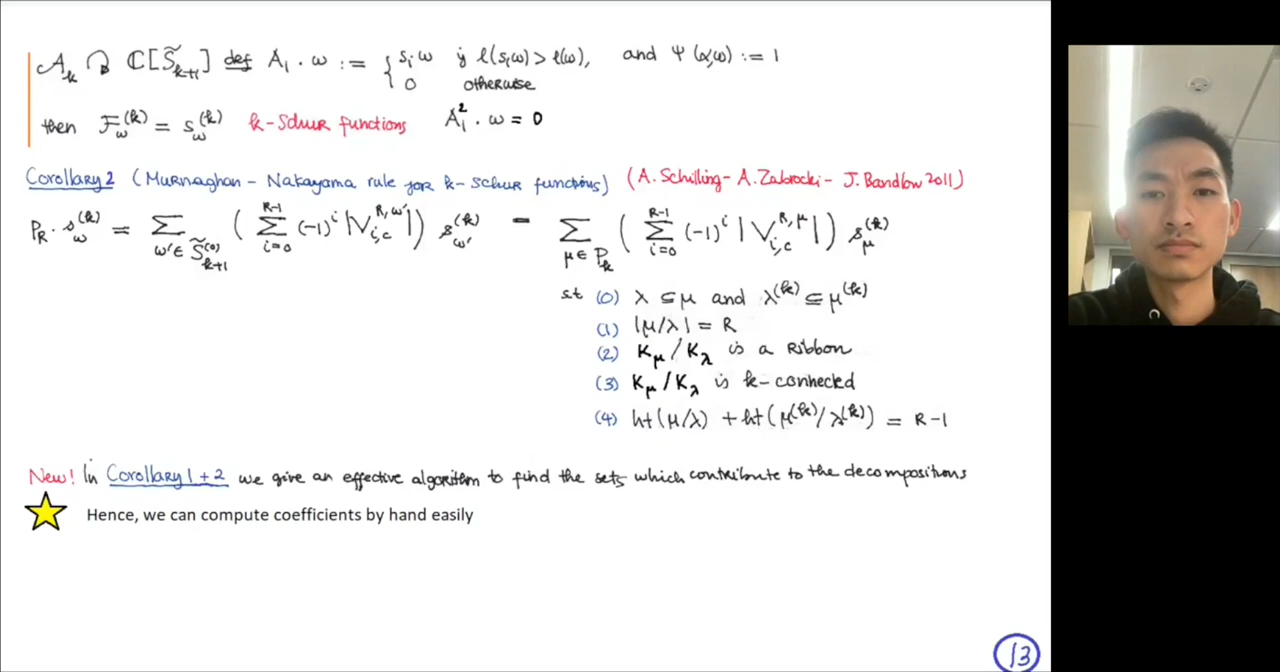 A_k ↷ ℂ[S̃_{k+1}] def A_i · ω := { s_i ω if l(s_i ω) > l(ω), 0 otherwise and Ψ(α,ω) := 1
then F_ω^{(k)} = s_ω^{(k)} k-Schur functions A_i^2 · ω = 0
Corollary 2 (Murnaghan - Nakayama rule for k-Schur functions) (A. Schilling - A. Zabrocki - J. Bandlow 2011)
P_R · s_ω^{(k)} = Σ_{ω'∈ S̃_{k+1}^{(0)}} ( Σ_{i=0}^{R-1} (-1)^i |V_{i,c}^{R,ω'}| ) s_{ω'}^{(k)} = Σ_{μ∈ P_k} ( Σ_{i=0}^{R-1} (-1)^i |V_{i,c}^{R,μ}| ) s_μ^{(k)}
st (0) λ ⊆ μ and λ^{(k)} ⊆ μ^{(k)}
(1) |μ/λ| = R
(2) K_μ / K_λ is a Ribbon
(3) K_μ / K_λ is k-connected
(4) ht(μ/λ) + ht(μ^{(k)}/λ^{(k)}) = R-1
New! In Corollary 1+2 we give an effective algorithm to find the sets which contribute to the decompositions
Hence, we can compute coefficients by hand easily
13